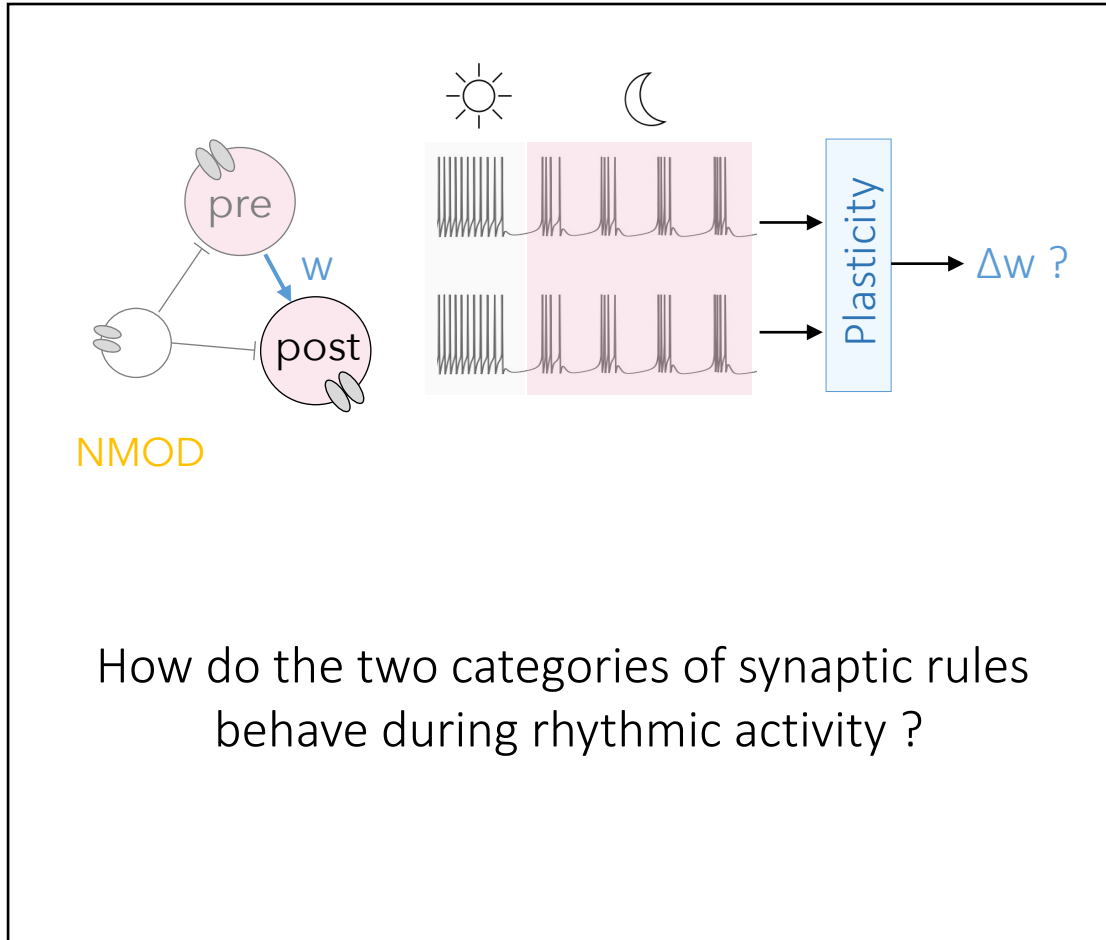 pre
w
post
NMOD
Plasticity
Δw ?
How do the two categories of synaptic rules
behave during rhythmic activity ?